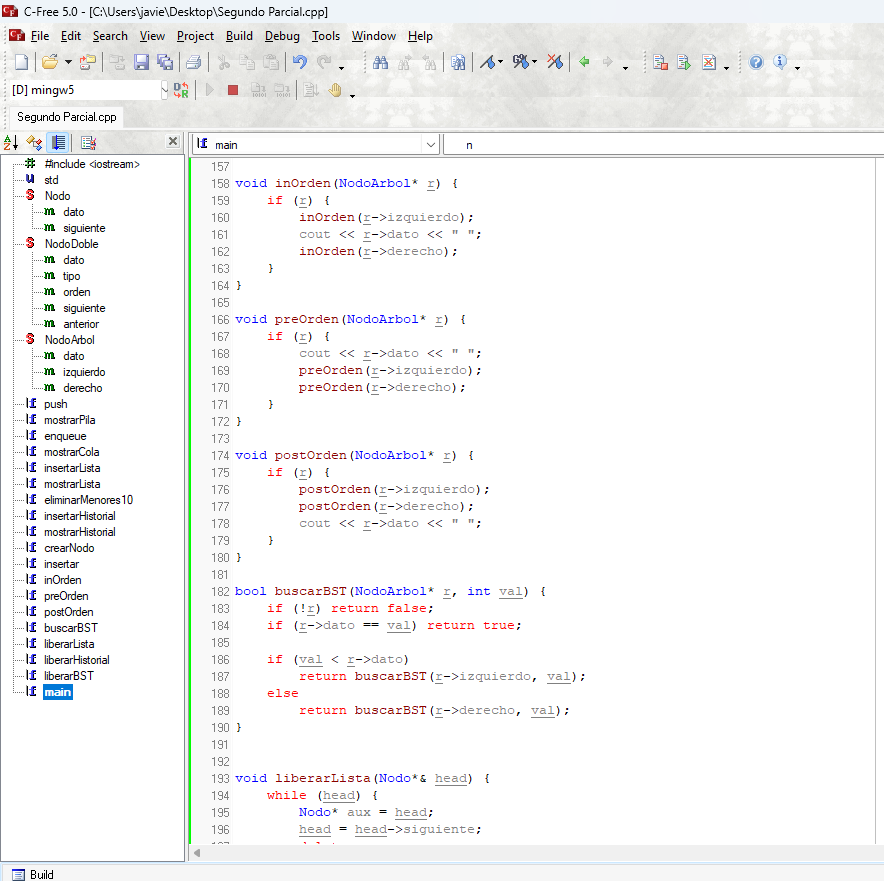 C-Free 5.0 - [C:\Users\javie\Desktop\Segundo Parcial.cpp]
File Edit Search View Project Build Debug Tools Window Help
[D] mingw5
Segundo Parcial.cpp
main
n
#include <iostream>
std
Nodo
dato
siguiente
NodoDoble
dato
tipo
orden
siguiente
anterior
NodoArbol
dato
izquierdo
derecho
push
mostrarPila
enqueue
mostrarCola
insertarLista
mostrarLista
eliminarMenores10
insertarHistorial
mostrarHistorial
crearNodo
insertar
inOrden
preOrden
postOrden
buscarBST
liberarLista
liberarHistorial
liberarBST
main
157
158 void inOrden(NodoArbol* r) {
159     if (r) {
160         inOrden(r->izquierdo);
161         cout << r->dato << " ";
162         inOrden(r->derecho);
163     }
164 }
165
166 void preOrden(NodoArbol* r) {
167     if (r) {
168         cout << r->dato << " ";
169         preOrden(r->izquierdo);
170         preOrden(r->derecho);
171     }
172 }
173
174 void postOrden(NodoArbol* r) {
175     if (r) {
176         postOrden(r->izquierdo);
177         postOrden(r->derecho);
178         cout << r->dato << " ";
179     }
180 }
181
182 bool buscarBST(NodoArbol* r, int val) {
183     if (!r) return false;
184     if (r->dato == val) return true;
185
186     if (val < r->dato)
187         return buscarBST(r->izquierdo, val);
188     else
189         return buscarBST(r->derecho, val);
190 }
191
192
193 void liberarLista(Nodo*& head) {
194     while (head) {
195         Nodo* aux = head;
196         head = head->siguiente;
Build